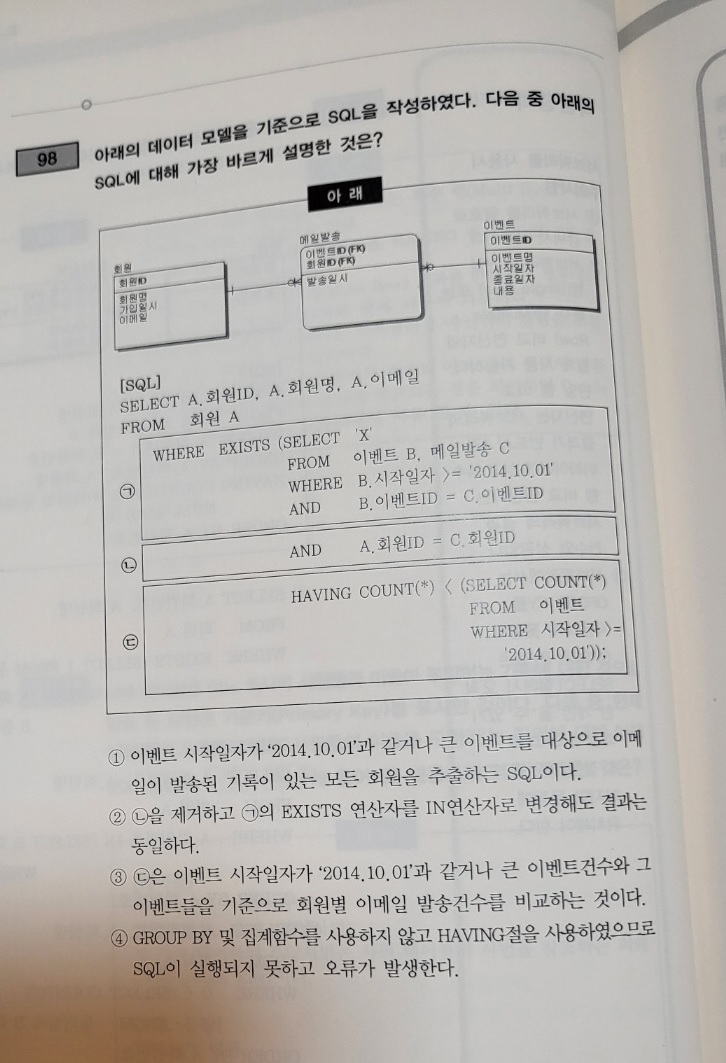 98
아래의 데이터 모델을 기준으로 SQL을 작성하였다. 다음 중 아래의
SQL에 대해 가장 바르게 설명한 것은?
아 래
회원
회원ID
회원명
가입일시
이메일
메일발송
이벤트ID (FK)
회원ID (FK)
발송일시
이벤트
이벤트ID
이벤트명
시작일자
종료일자
내용
[SQL]
SELECT A.회원ID, A.회원명, A.이메일
FROM 회원 A
㉠
WHERE EXISTS (SELECT 'X'
FROM 이벤트 B, 메일발송 C
WHERE B.시작일자 >= '2014.10.01'
AND B.이벤트ID = C.이벤트ID
㉡
AND A.회원ID = C.회원ID
㉢
HAVING COUNT(*) < (SELECT COUNT(*)
FROM 이벤트
WHERE 시작일자 >=
'2014.10.01'));
① 이벤트 시작일자가 '2014.10.01'과 같거나 큰 이벤트를 대상으로 이메
일이 발송된 기록이 있는 모든 회원을 추출하는 SQL이다.
② ㉡을 제거하고 ㉠의 EXISTS 연산자를 IN연산자로 변경해도 결과는
동일하다.
③ ㉢은 이벤트 시작일자가 '2014.10.01'과 같거나 큰 이벤트건수와 그
이벤트들을 기준으로 회원별 이메일 발송건수를 비교하는 것이다.
④ GROUP BY 및 집계함수를 사용하지 않고 HAVING절을 사용하였으므로
SQL이 실행되지 못하고 오류가 발생한다.